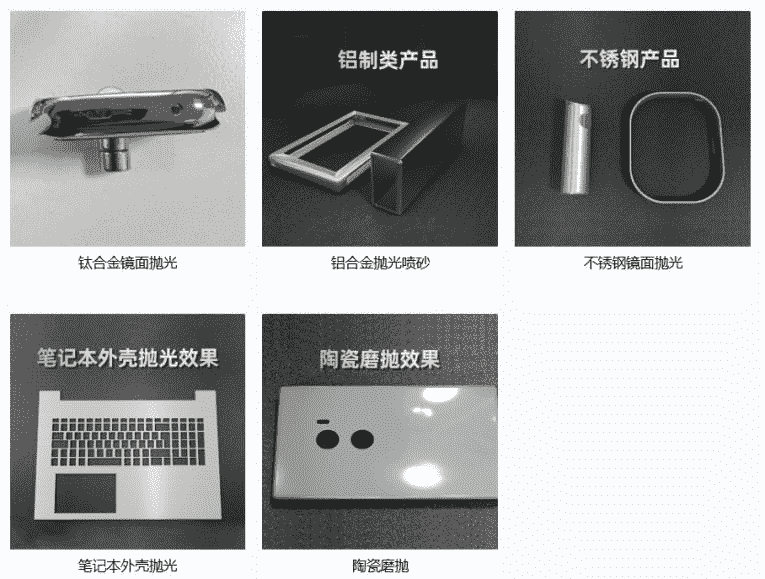 铝制类产品
不锈钢产品
钛合金镜面抛光
铝合金抛光喷砂
不锈钢镜面抛光
笔记本外壳抛光效果
陶瓷磨抛效果
笔记本外壳抛光
陶瓷磨抛